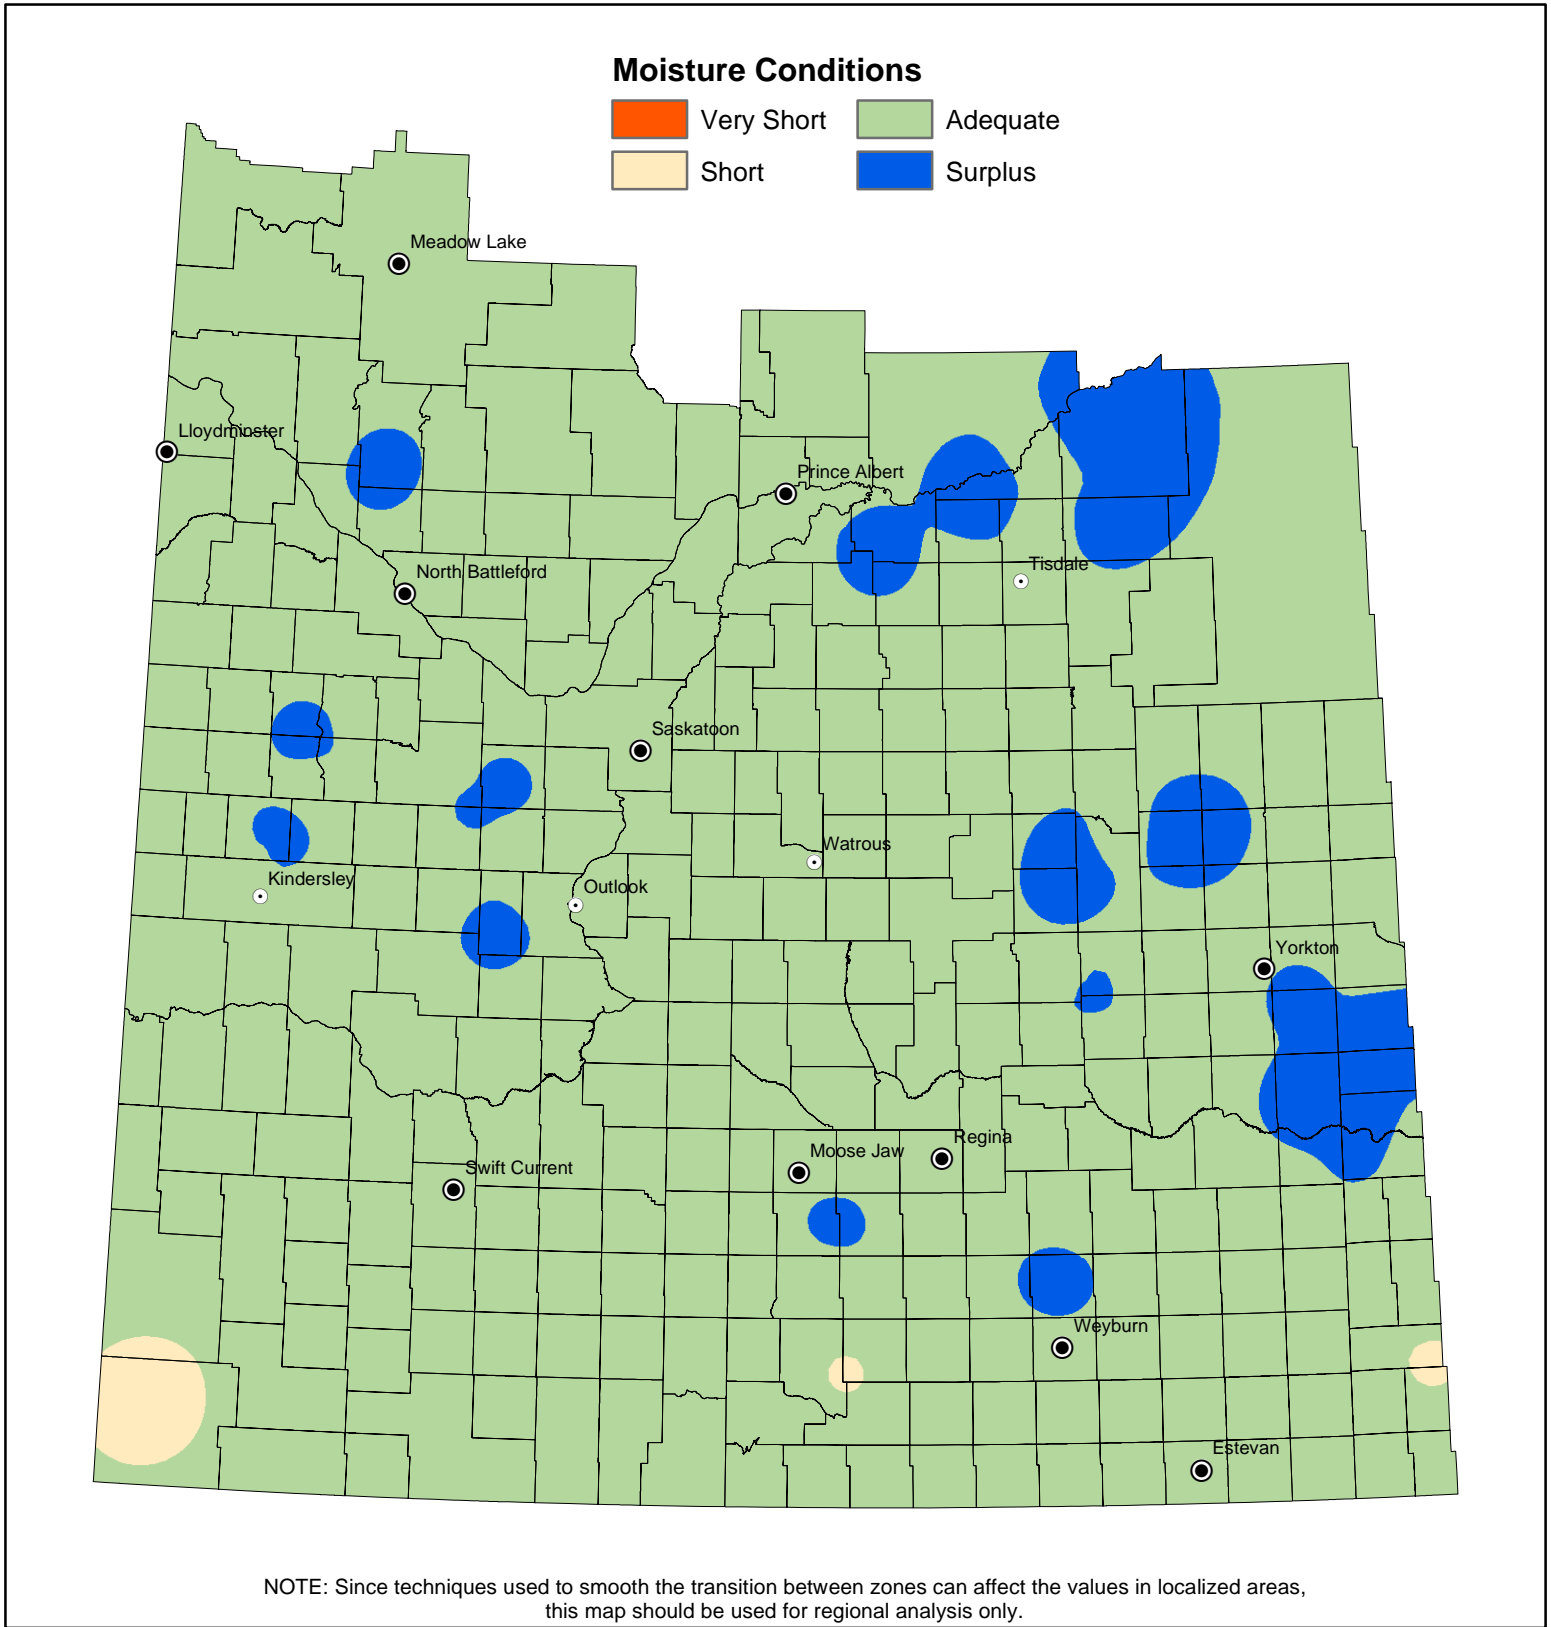 Moisture Conditions
Very Short
Adequate
Short
Surplus
Meadow Lake
Lloydminster
Prince Albert
North Battleford
Tisdale
Saskatoon
Watrous
Kindersley
Outlook
Yorkton
Regina
Moose Jaw
Swift Current
Weyburn
Estevan
NOTE: Since techniques used to smooth the transition between zones can affect the values in localized areas,
this map should be used for regional analysis only.